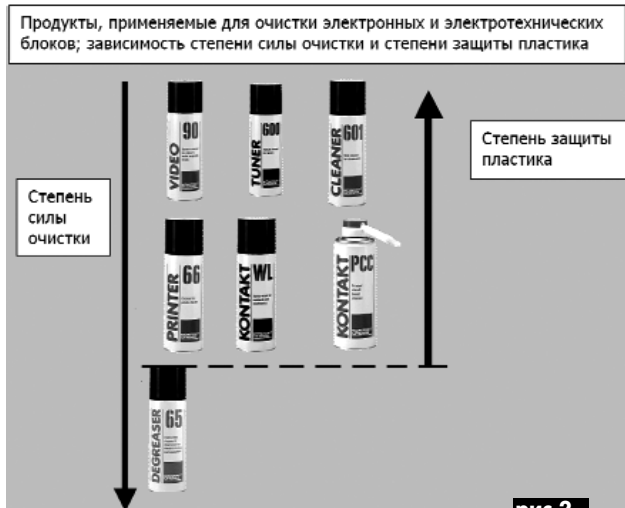 Продукты, применяемые для очистки электронных и электротехнических
блоков; зависимость степени силы очистки и степени защиты пластика
VIDEO 90
TUNER 600
CLEANER 601
Степень защиты
пластика
Степень
силы
очистки
PRINTER 66
KONTAKT WL
KONTAKT PCC
DEGREASER 65
рис.2